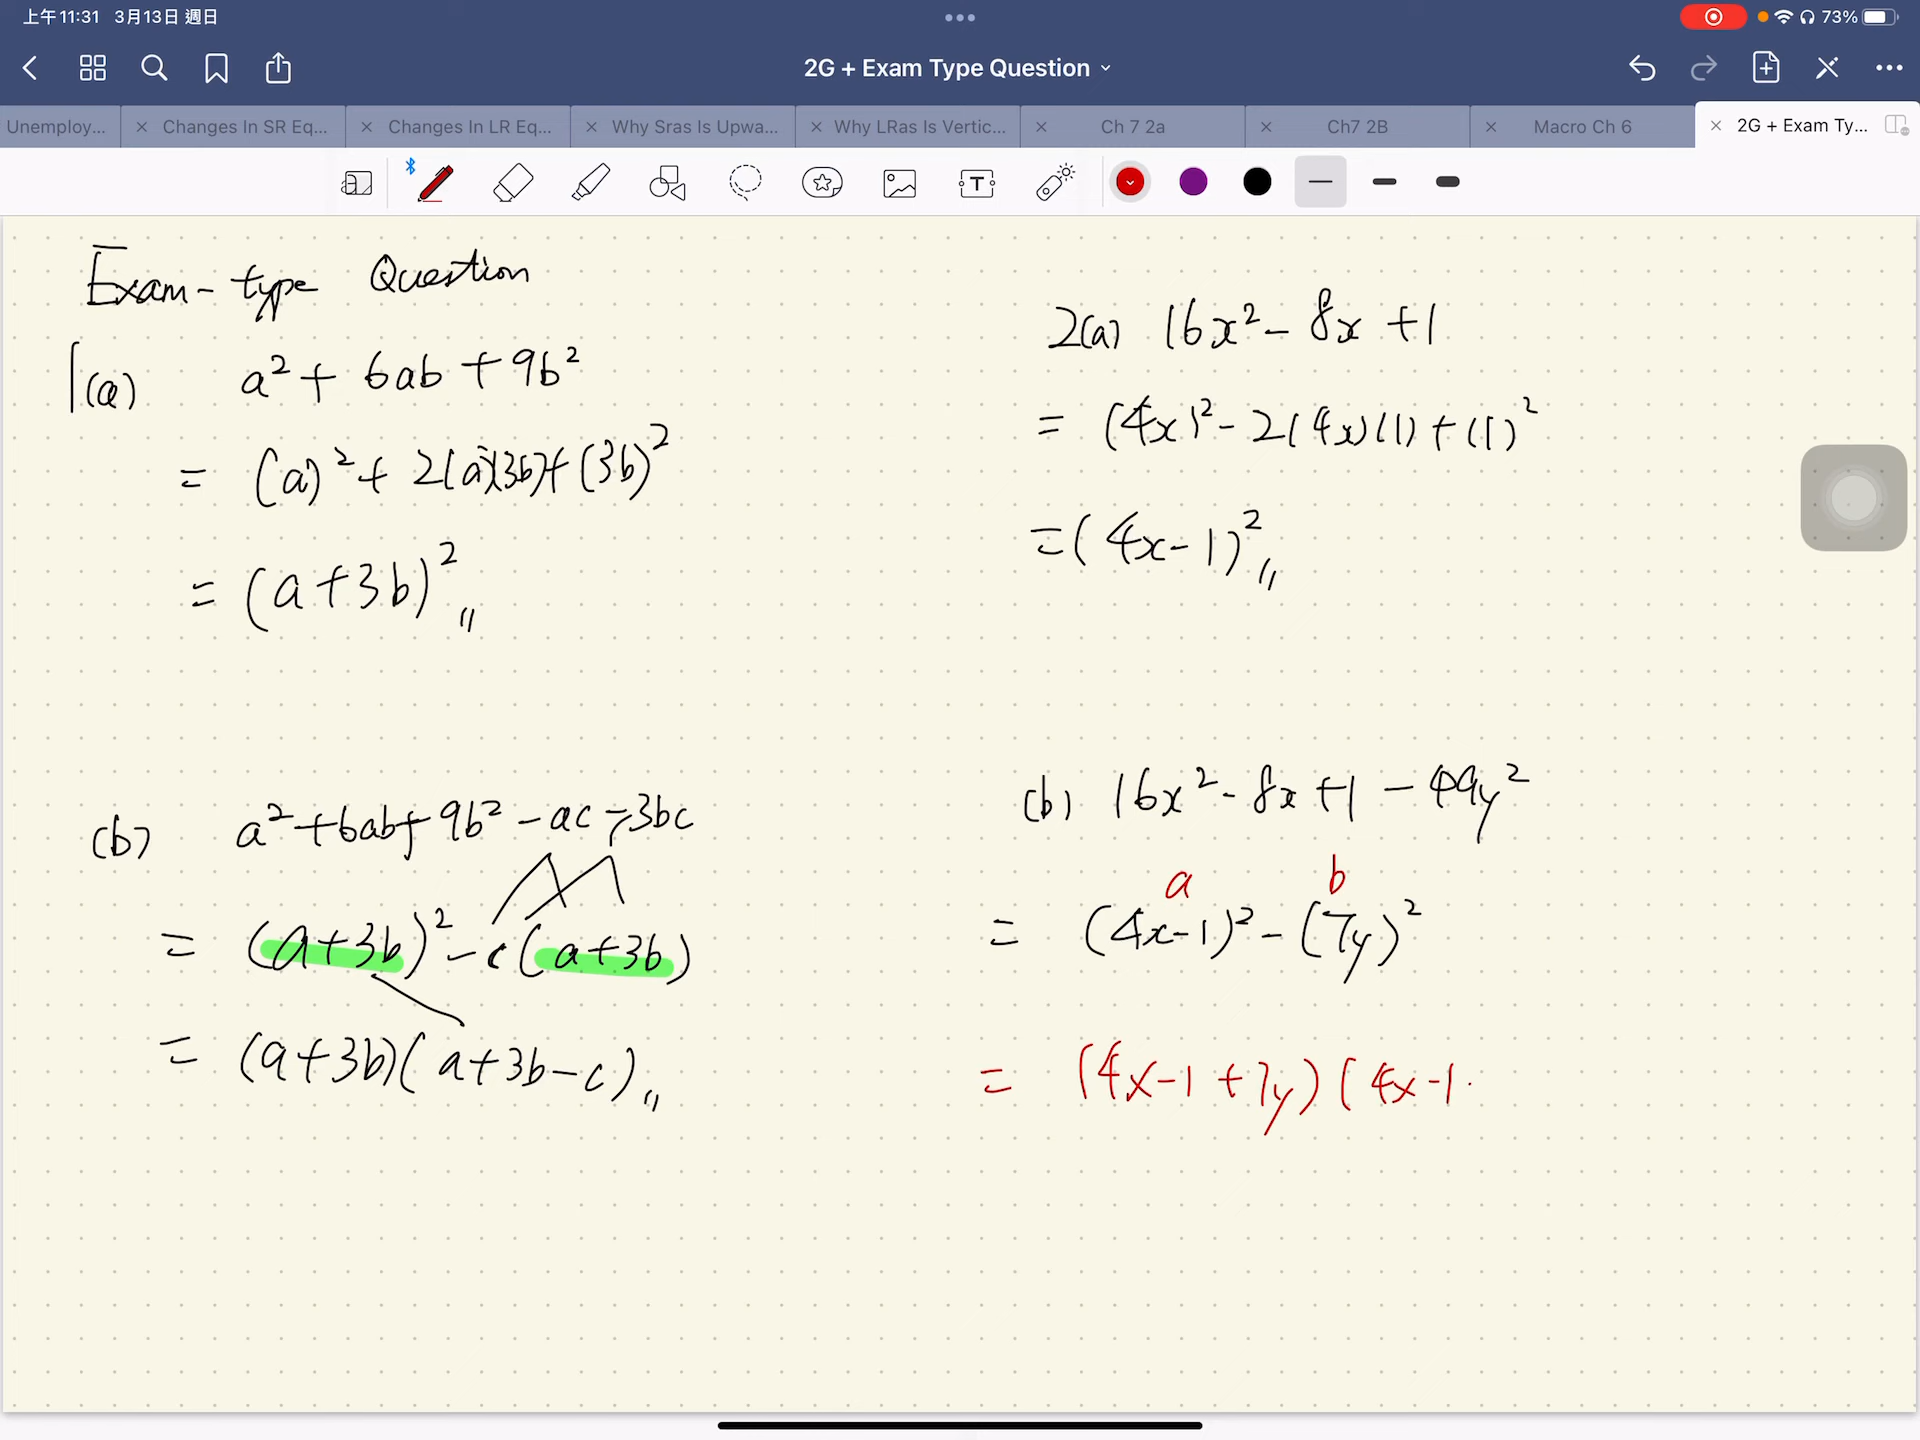 上午11:31 3月13日 週日
73%
2G + Exam Type Question
Unemploy...
Changes In SR Eq...
Changes In LR Eq...
Why Sras Is Upwa...
Why LRas Is Vertic...
Ch 7 2a
Ch7 2B
Macro Ch 6
2G + Exam Ty...
Exam-type Question
1(a) a² + 6ab + 9b²
= (a)² + 2(a)(3b) + (3b)²
= (a+3b)²,,
(b) a² + 6ab + 9b² - ac - 3bc
= (a+3b)² - c(a+3b)
= (a+3b)(a+3b-c),,
2(a) 16x² - 8x + 1
= (4x)² - 2(4x)(1) + (1)²
= (4x-1)²,,
(b) 16x² - 8x + 1 - 49y²
a b
= (4x-1)² - (7y)²
= (4x-1+7y)(4x-1